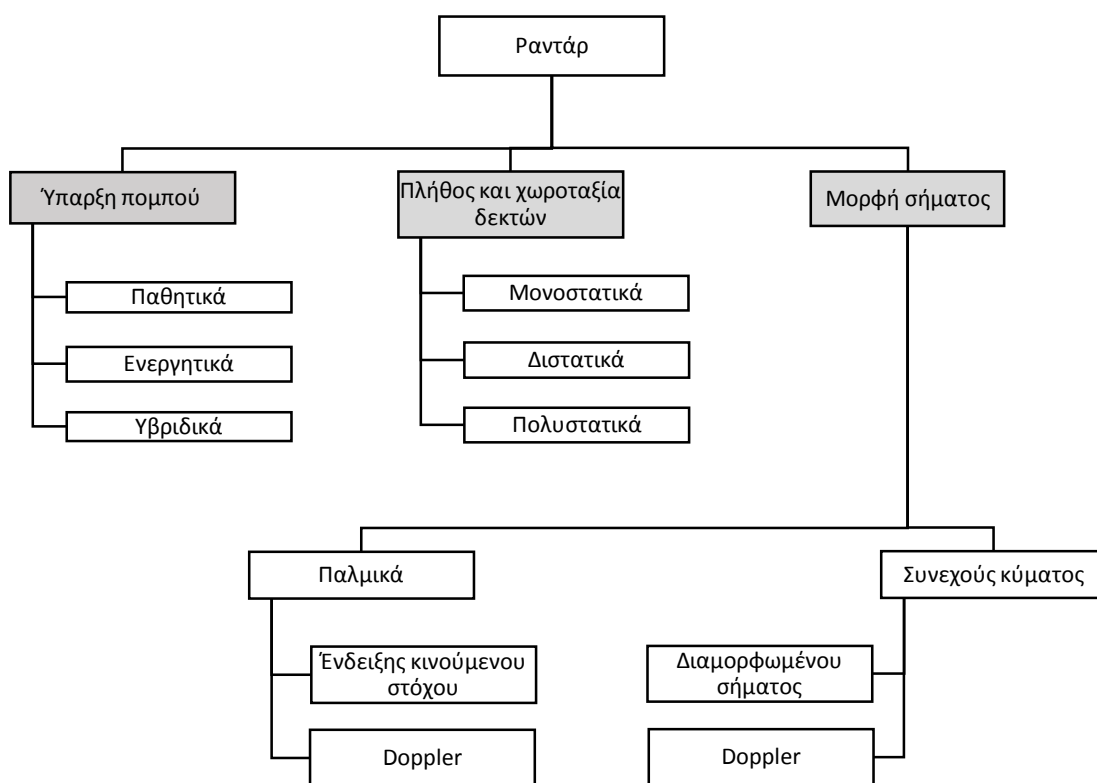 Ραντάρ
Ύπαρξη πομπού
Πλήθος και χωροταξία
δεκτών
Μορφή σήματος
Παθητικά
Ενεργητικά
Υβριδικά
Μονοστατικά
Διστατικά
Πολυστατικά
Παλμικά
Συνεχούς κύματος
Ένδειξης κινούμενου
στόχου
Doppler
Διαμορφωμένου
σήματος
Doppler